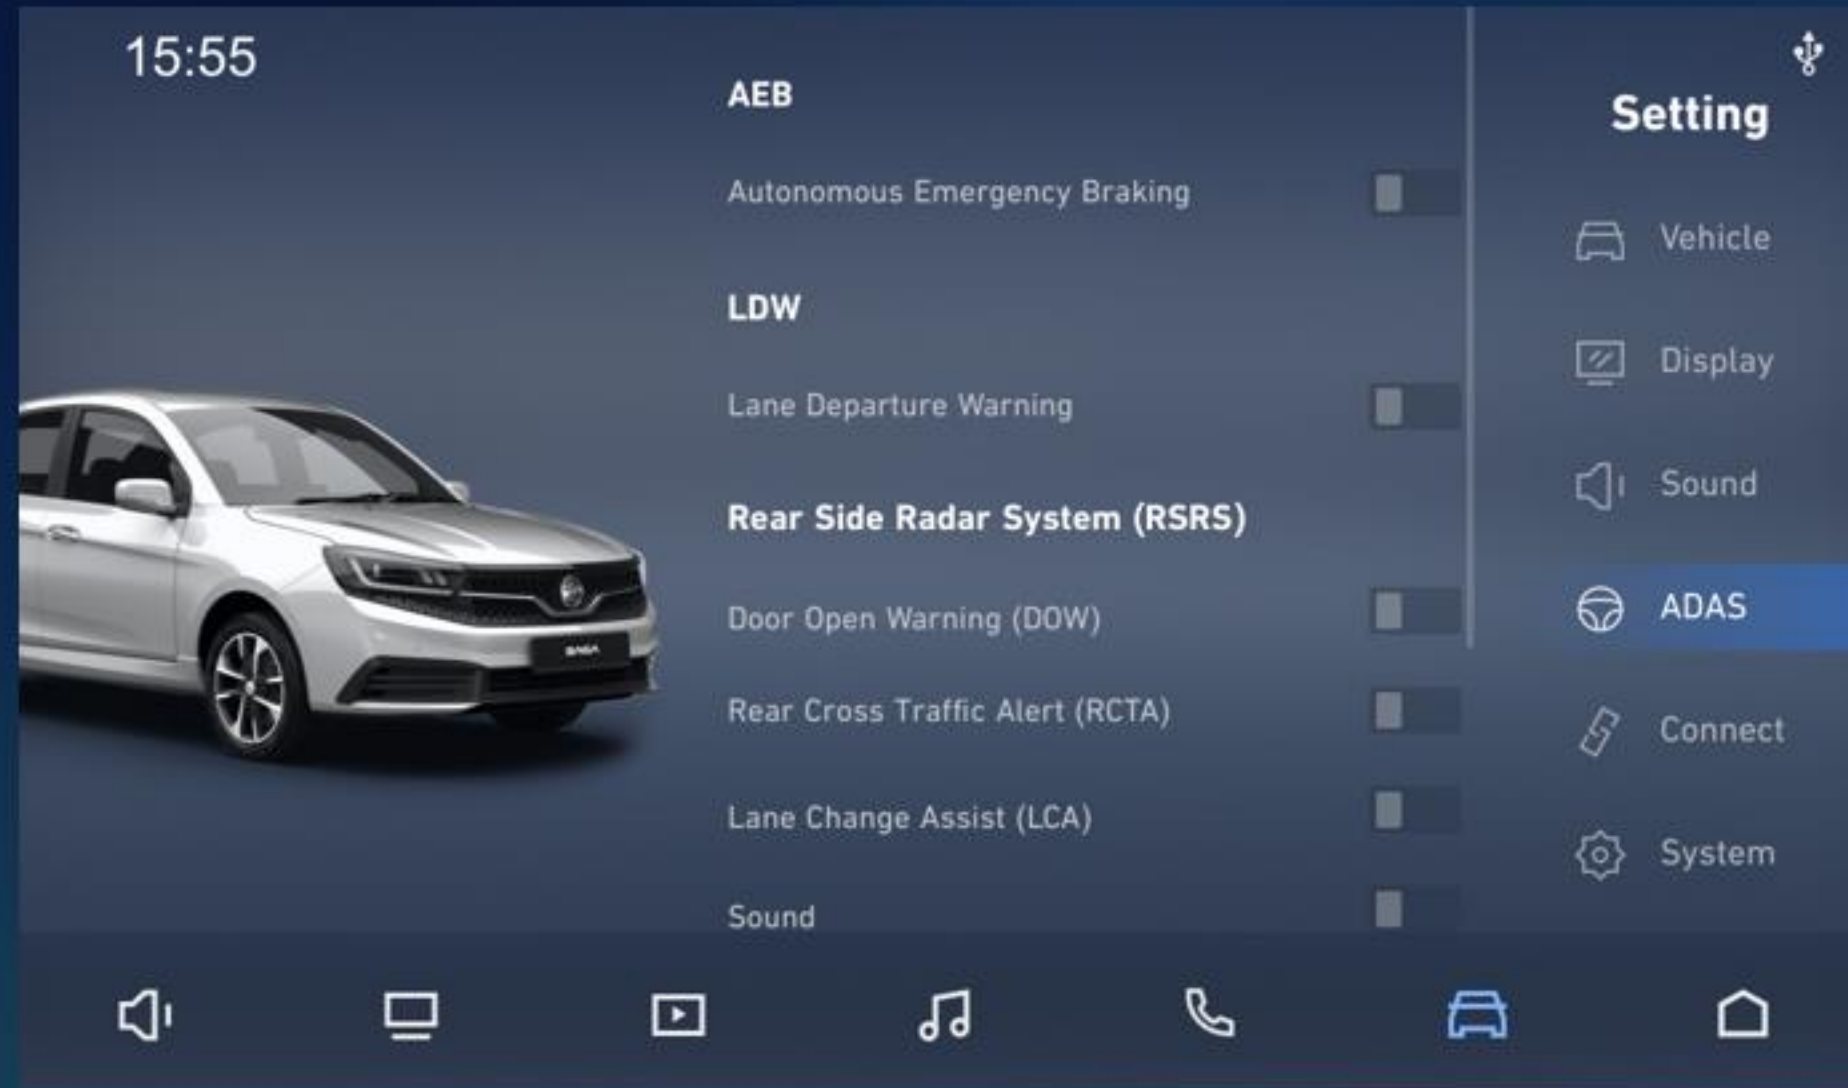 15:55
AEB
Autonomous Emergency Braking
LDW
Lane Departure Warning
Rear Side Radar System (RSRS)
Door Open Warning (DOW)
Rear Cross Traffic Alert (RCTA)
Lane Change Assist (LCA)
Sound
SAGA
Setting
Vehicle
Display
Sound
ADAS
Connect
System